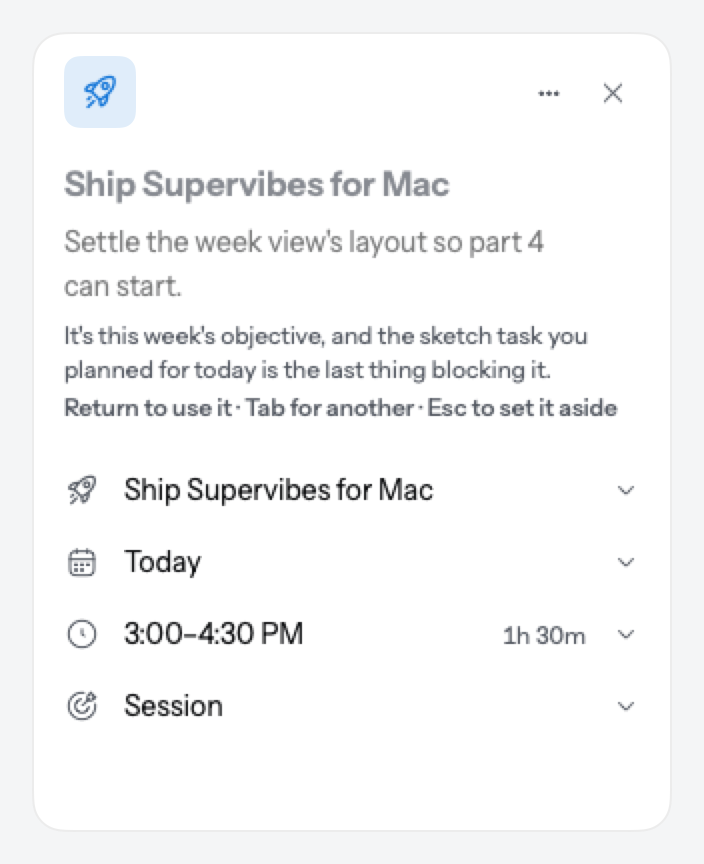 Ship Supervibes for Mac
Settle the week view's layout so part 4
can start.
It's this week's objective, and the sketch task you
planned for today is the last thing blocking it.
Return to use it · Tab for another · Esc to set it aside
Ship Supervibes for Mac
Today
3:00–4:30 PM 1h 30m
Session